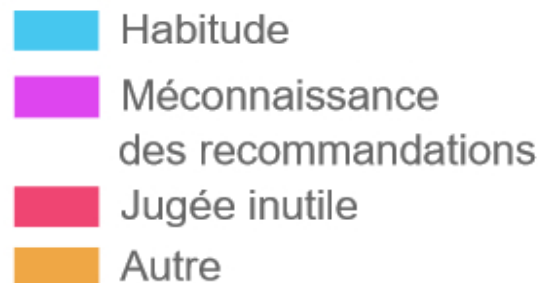 Habitude
Méconnaissance
des recommandations
Jugée inutile
Autre